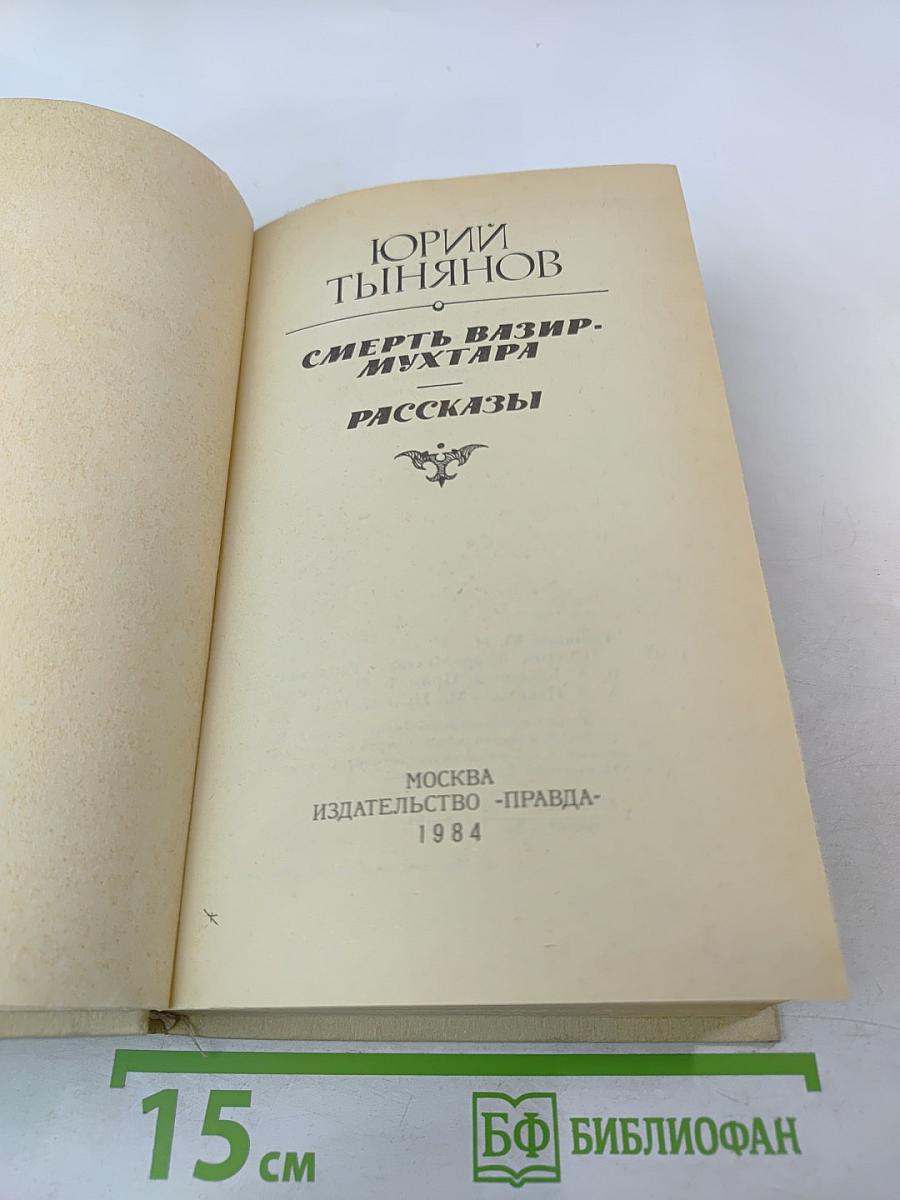 ЮРИЙ
ТЫНЯНОВ
СМЕРТЬ ВАЗИР-
МУХТАРА
РАССКАЗЫ
МОСКВА
ИЗДАТЕЛЬСТВО «ПРАВДА»
1984
15 см
БФ БИБЛИОФАН